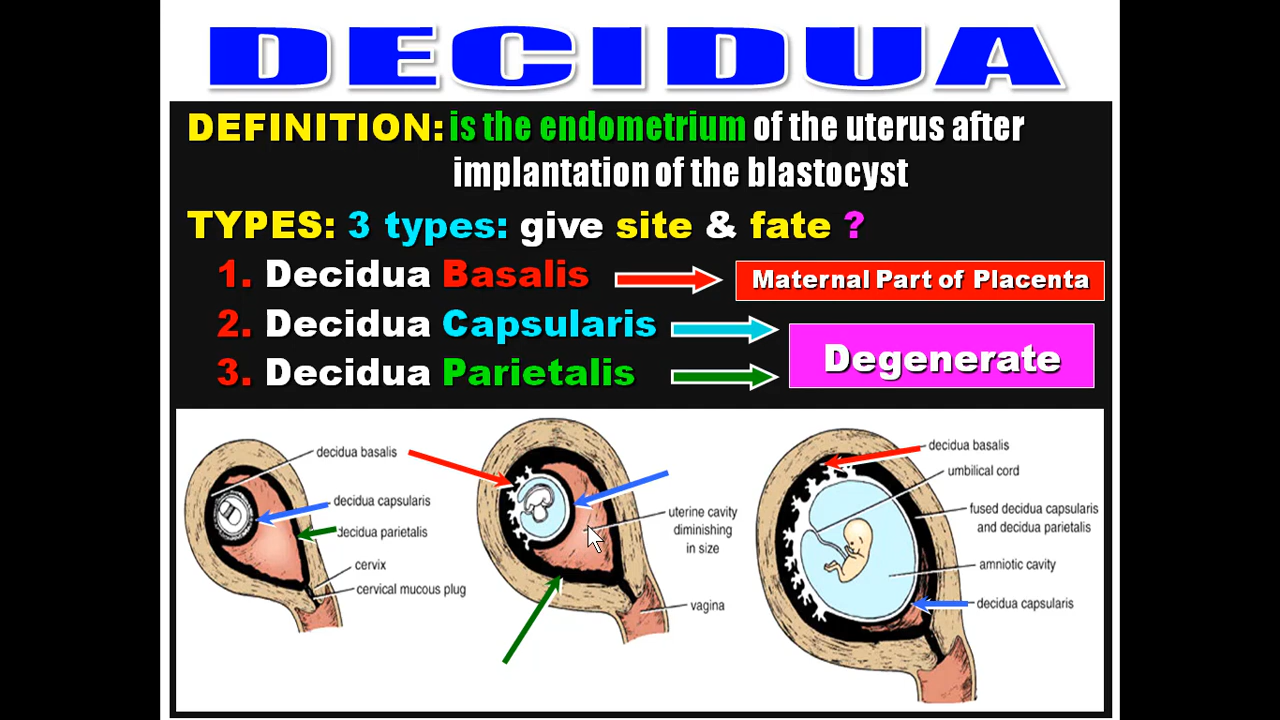 DECIDUA
DEFINITION: is the endometrium of the uterus after
implantation of the blastocyst
TYPES: 3 types: give site & fate ?
1. Decidua Basalis
Maternal Part of Placenta
2. Decidua Capsularis
3. Decidua Parietalis
Degenerate
decidua basalis
decidua capsularis
decidua parietalis
cervix
cervical mucous plug
uterine cavity
diminishing
in size
vagina
decidua basalis
umbilical cord
fused decidua capsularis
and decidua parietalis
amniotic cavity
decidua capsularis